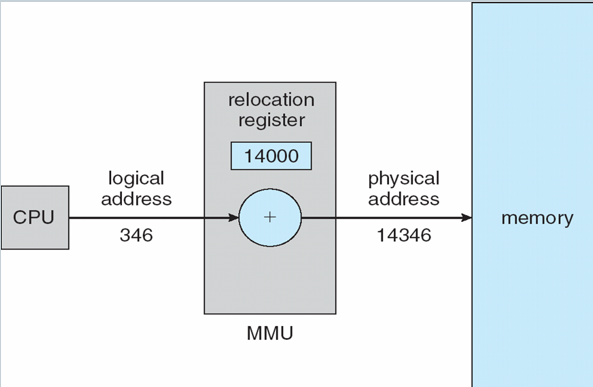 relocation
register
14000
logical
address
physical
address
CPU
+
memory
346
14346
MMU